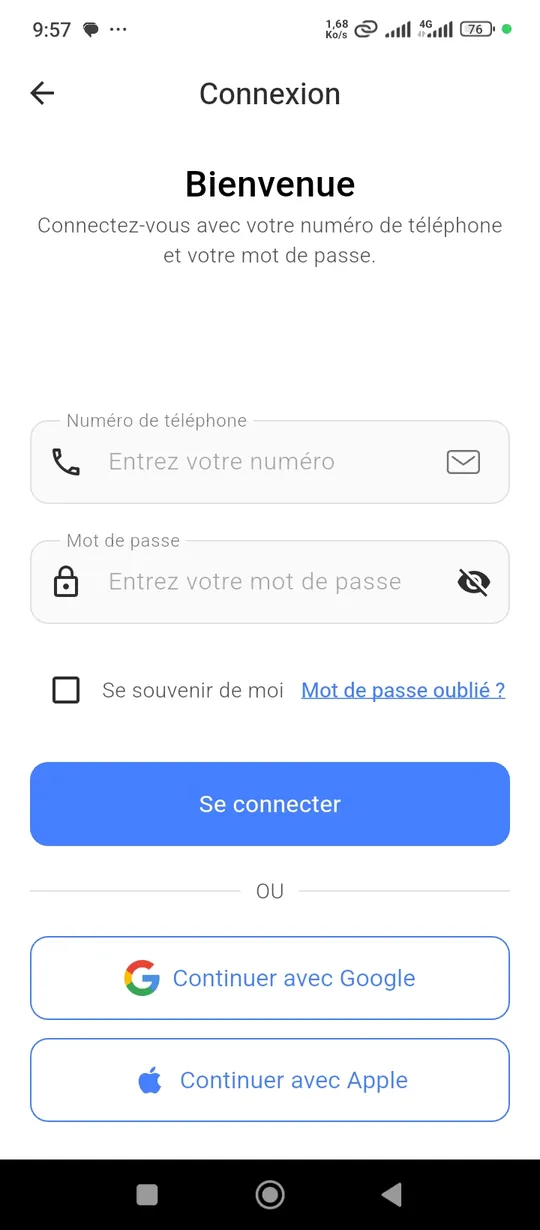 9:57
1,68
Ko/s
4G
76
Connexion
Bienvenue
Connectez-vous avec votre numéro de téléphone
et votre mot de passe.
Numéro de téléphone
Entrez votre numéro
Mot de passe
Entrez votre mot de passe
Se souvenir de moi Mot de passe oublié ?
Se connecter
OU
Continuer avec Google
Continuer avec Apple